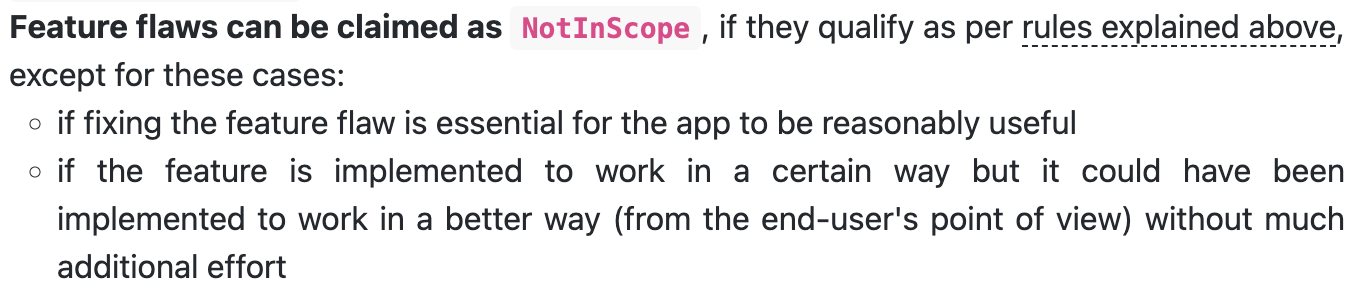 Feature flaws can be claimed as NotInScope , if they qualify as per rules explained above,
except for these cases:
◦ if fixing the feature flaw is essential for the app to be reasonably useful
◦ if the feature is implemented to work in a certain way but it could have been
implemented to work in a better way (from the end-user's point of view) without much
additional effort